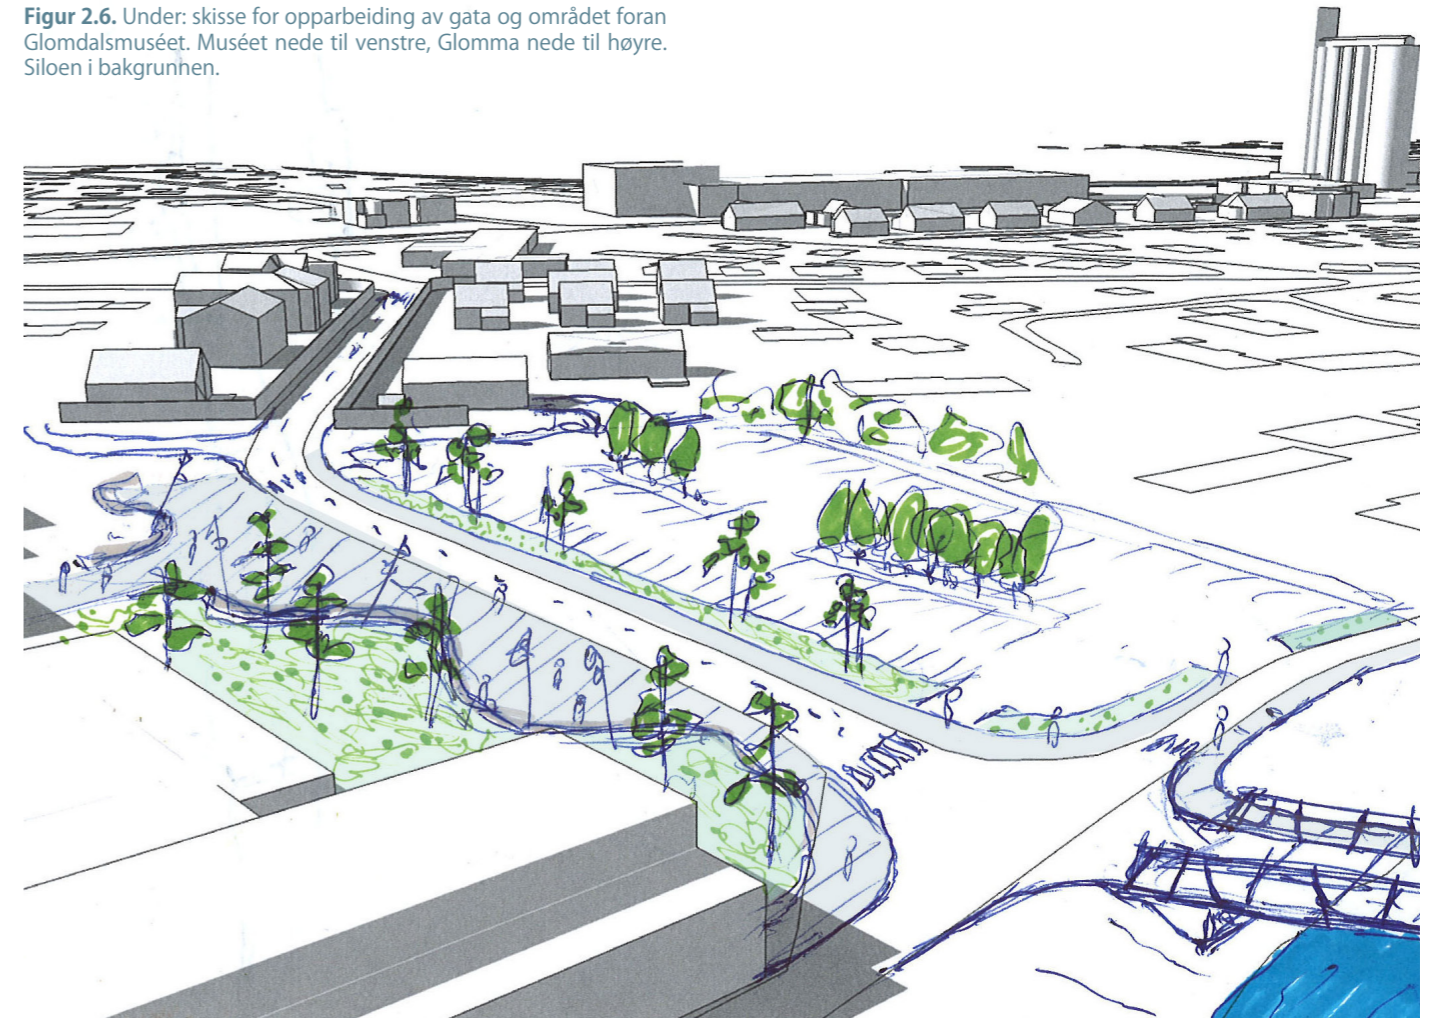 Figur 2.6. Under: skisse for opparbeiding av gata og området foran
Glomdalsmuséet. Muséet nede til venstre, Glomma nede til høyre.
Siloen i bakgrunnen.